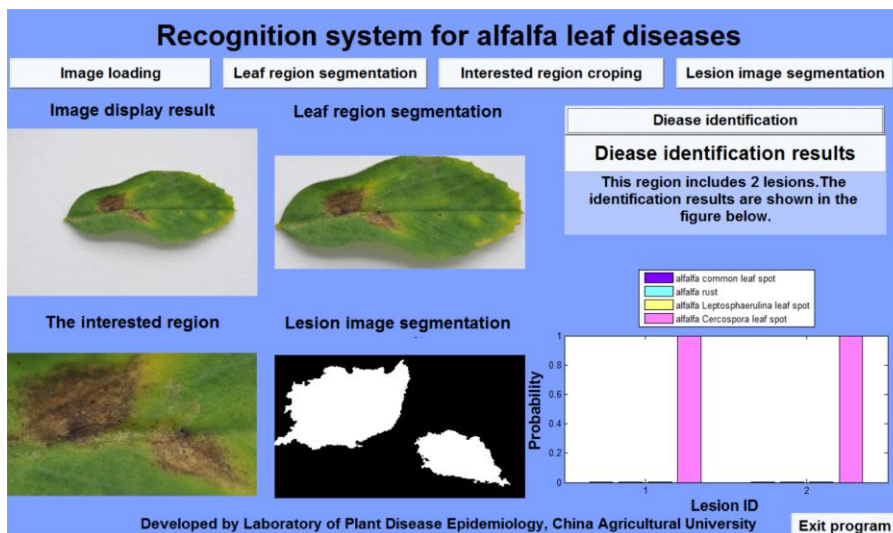 Recognition system for alfalfa leaf diseases
Image loading
Leaf region segmentation
Interested region croping
Lesion image segmentation
Image display result
Leaf region segmentation
Diease identification
Diease identification results
This region includes 2 lesions.The
identification results are shown in the
figure below.
The interested region
Lesion image segmentation
alfalfa common leaf spot
alfalfa rust
alfalfa Leptosphaerulina leaf spot
alfalfa Cercospora leaf spot
Probability
1
0.8
0.6
0.4
0.2
0
1
2
Lesion ID
Developed by Laboratory of Plant Disease Epidemiology, China Agricultural University
Exit program